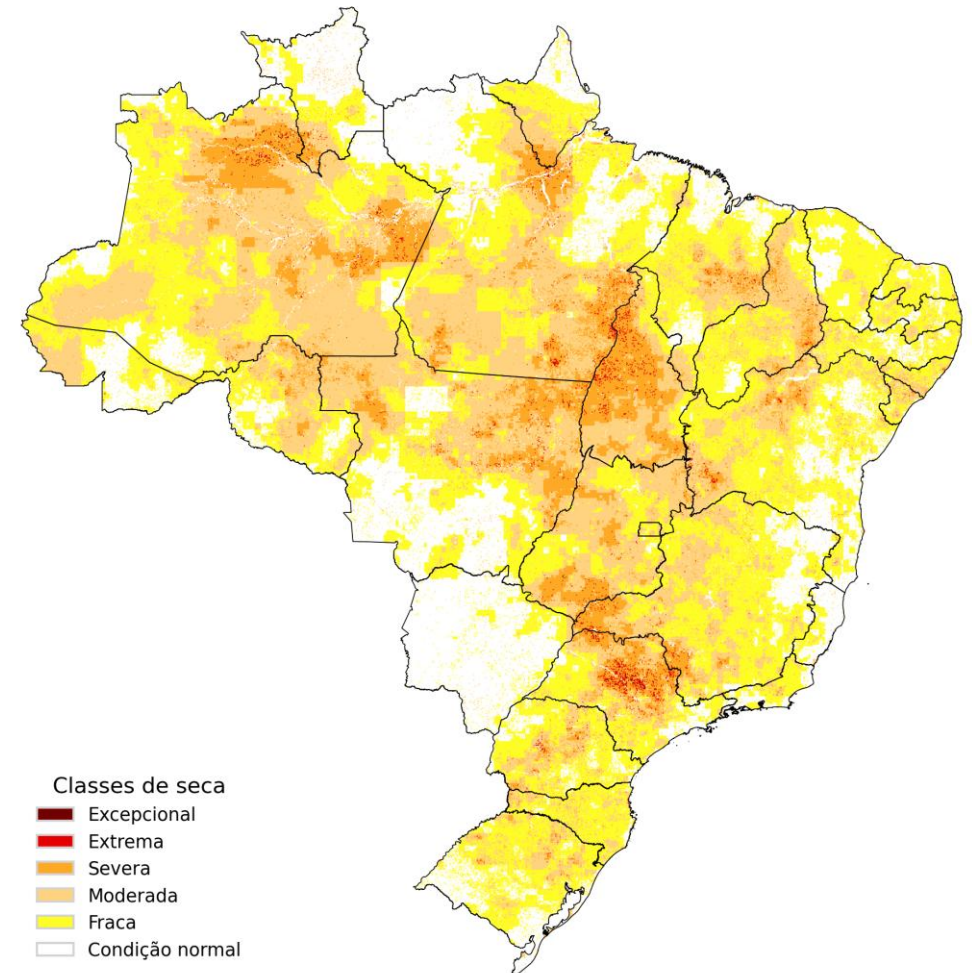 Classes de seca
Excepcional
Extrema
Severa
Moderada
Fraca
Condição normal